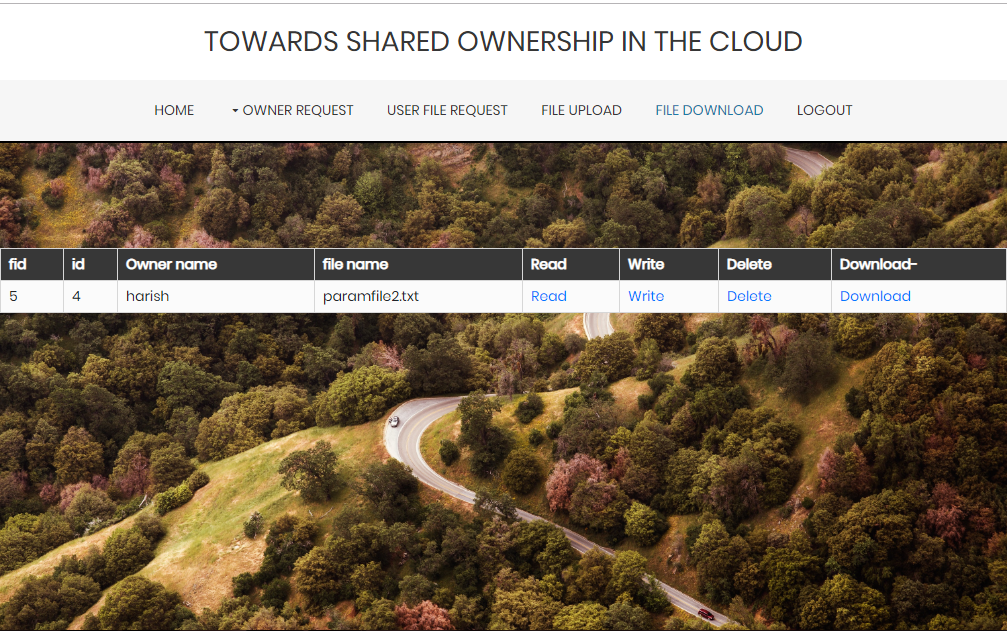 TOWARDS SHARED OWNERSHIP IN THE CLOUD
HOME OWNER REQUEST USER FILE REQUEST FILE UPLOAD FILE DOWNLOAD LOGOUT
fid id Owner name file name Read Write Delete Download-
5 4 harish paramfile2.txt Read Write Delete Download